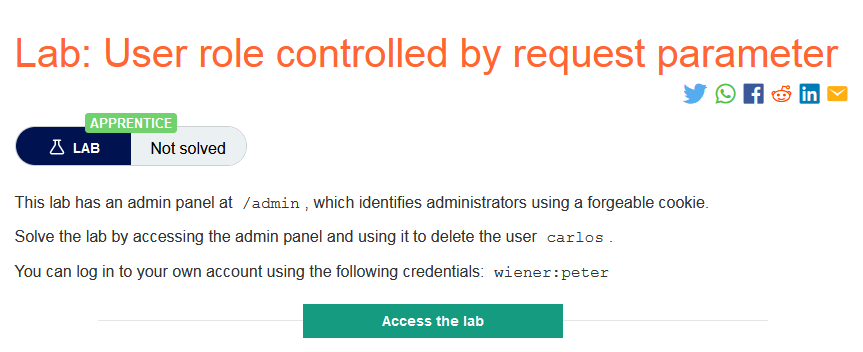 Lab: User role controlled by request parameter
APPRENTICE
LAB Not solved
This lab has an admin panel at /admin , which identifies administrators using a forgeable cookie.
Solve the lab by accessing the admin panel and using it to delete the user carlos .
You can log in to your own account using the following credentials: wiener:peter
Access the lab